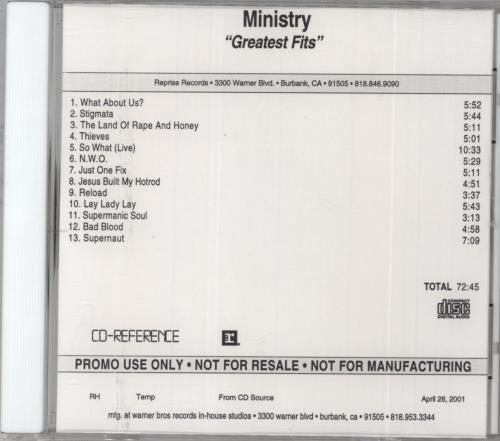 Ministry
"Greatest Fits"
Reprise Records • 3300 Warner Blvd. • Burbank, CA • 91505 • 818.846.9090
1. What About Us? 5:52
2. Stigmata 5:44
3. The Land Of Rape And Honey 5:11
4. Thieves 5:01
5. So What (Live) 10:33
6. N.W.O. 5:29
7. Just One Fix 5:11
8. Jesus Built My Hotrod 4:51
9. Reload 3:37
10. Lay Lady Lay 5:43
11. Supermanic Soul 3:13
12. Bad Blood 4:58
13. Supernaut 7:09
TOTAL 72:45
COMPACT
disc
DIGITAL AUDIO
CD-REFERENCE
PROMO USE ONLY • NOT FOR RESALE • NOT FOR MANUFACTURING
RH Temp From CD Source April 26, 2001
mfg. at warner bros records in-house studios • 3300 warner blvd • burbank, ca • 91505 • 818.953.3344